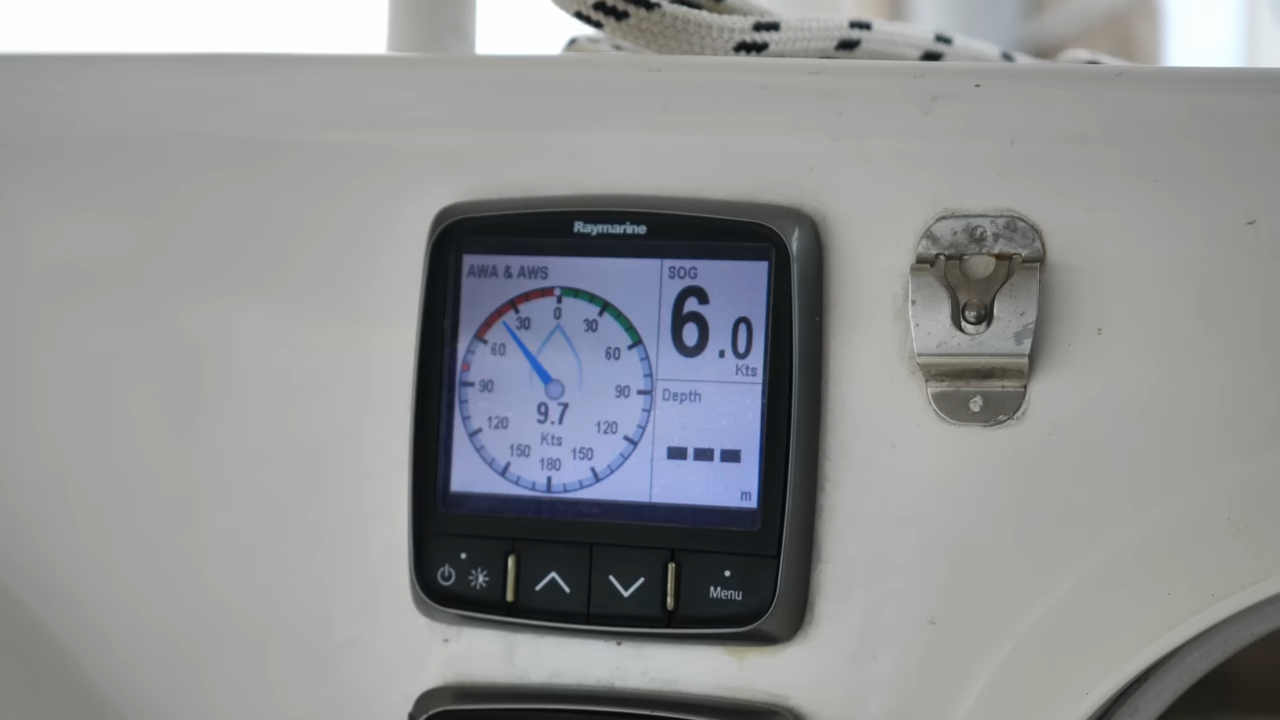 Raymarine
AWA & AWS
0
30
30
60
60
90
90
120
120
150
150
180
9.7
Kts
SOG
6.0
Kts
Depth
---
m
Menu